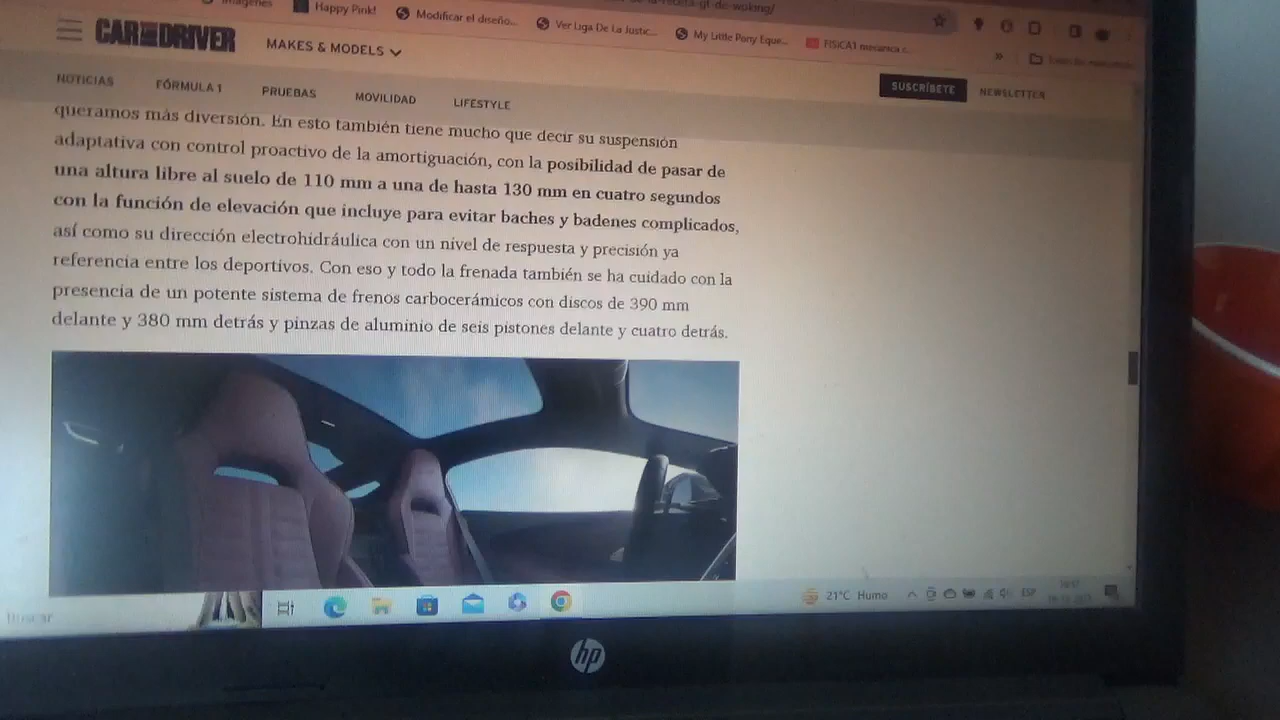 Imágenes Happy Pink! Modificar el diseño... Ver Liga De La Justic... My Little Pony Eque... FISICA1 mecanica c...
CAR AND DRIVER MAKES & MODELS
NOTICIAS FÓRMULA 1 PRUEBAS MOVILIDAD LIFESTYLE SUSCRÍBETE NEWSLETTER
queramos más diversión. En esto también tiene mucho que decir su suspensión
adaptativa con control proactivo de la amortiguación, con la posibilidad de pasar de
una altura libre al suelo de 110 mm a una de hasta 130 mm en cuatro segundos
con la función de elevación que incluye para evitar baches y badenes complicados,
así como su dirección electrohidráulica con un nivel de respuesta y precisión ya
referencia entre los deportivos. Con eso y todo la frenada también se ha cuidado con la
presencia de un potente sistema de frenos carbocerámicos con discos de 390 mm
delante y 380 mm detrás y pinzas de aluminio de seis pistones delante y cuatro detrás.
Buscar 21°C Humo ESP
hp